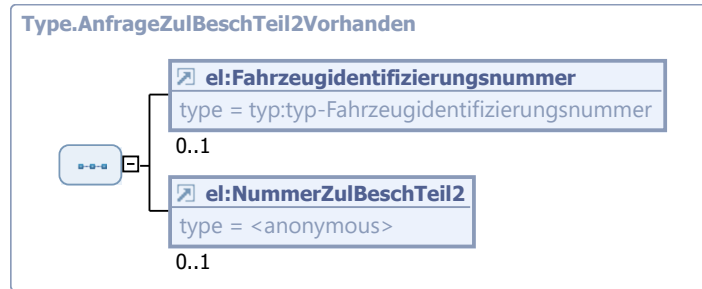 Type.AnfrageZulBeschTeil2Vorhanden
el:Fahrzeugidentifizierungsnummer
type = typ:typ-Fahrzeugidentifizierungsnummer
0..1
el:NummerZulBeschTeil2
type = <anonymous>
0..1